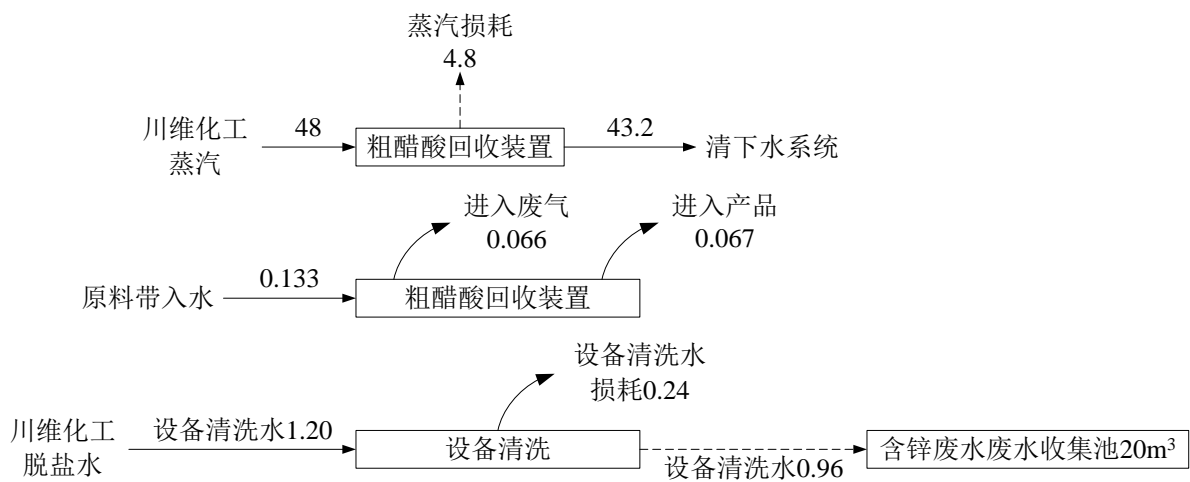 蒸汽损耗
4.8
川维化工
蒸汽
48
粗醋酸回收装置
43.2
清下水系统
进入废气
0.066
进入产品
0.067
原料带入水
0.133
粗醋酸回收装置
设备清洗水
损耗0.24
川维化工
脱盐水
设备清洗水1.20
设备清洗
设备清洗水0.96
含锌废水废水收集池20m³